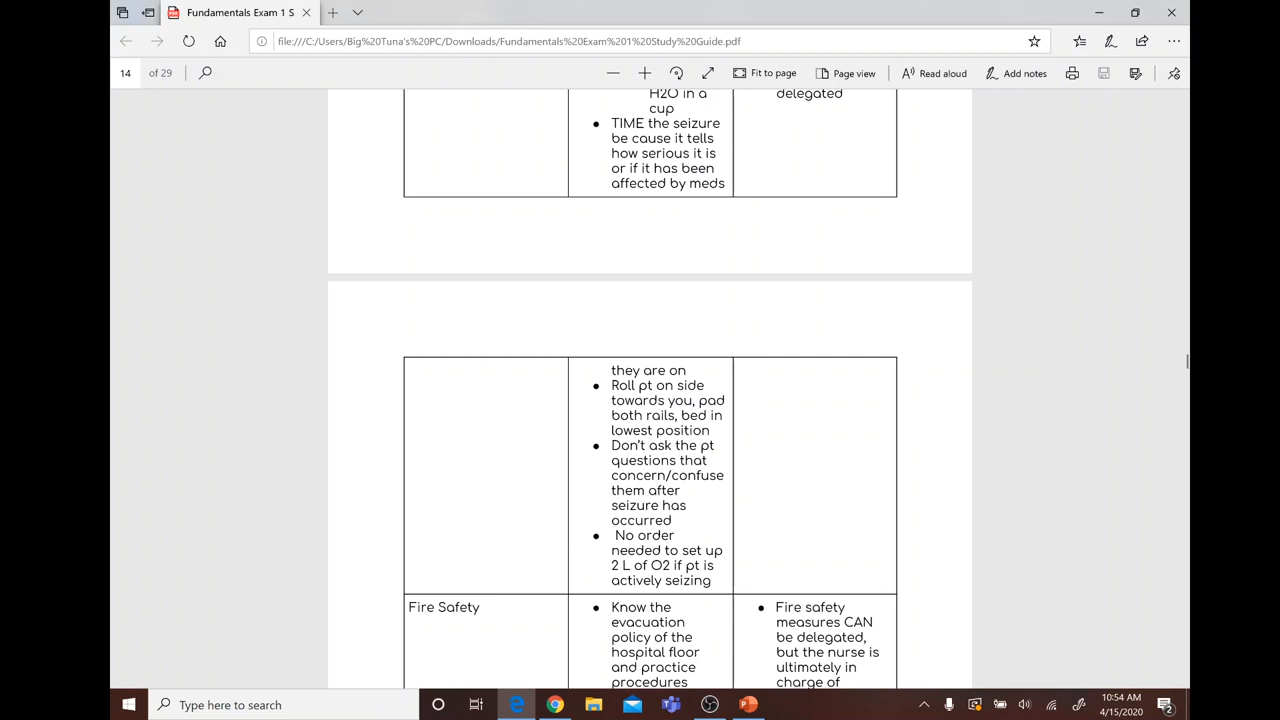 Fundamentals Exam 1 S
file:///C:/Users/Big%20Tuna's%20PC/Downloads/Fundamentals%20Exam%201%20Study%20Guide.pdf
14 of 29
Fit to page
Page view
Read aloud
Add notes
H2O in a
cup
TIME the seizure
be cause it tells
how serious it is
or if it has been
affected by meds
delegated
they are on
Roll pt on side
towards you, pad
both rails, bed in
lowest position
Don't ask the pt
questions that
concern/confuse
them after
seizure has
occurred
No order
needed to set up
2 L of O2 if pt is
actively seizing
Fire Safety
Know the
evacuation
policy of the
hospital floor
and practice
procedures
Fire safety
measures CAN
be delegated,
but the nurse is
ultimately in
charge of
Type here to search
10:54 AM
4/15/2020
2